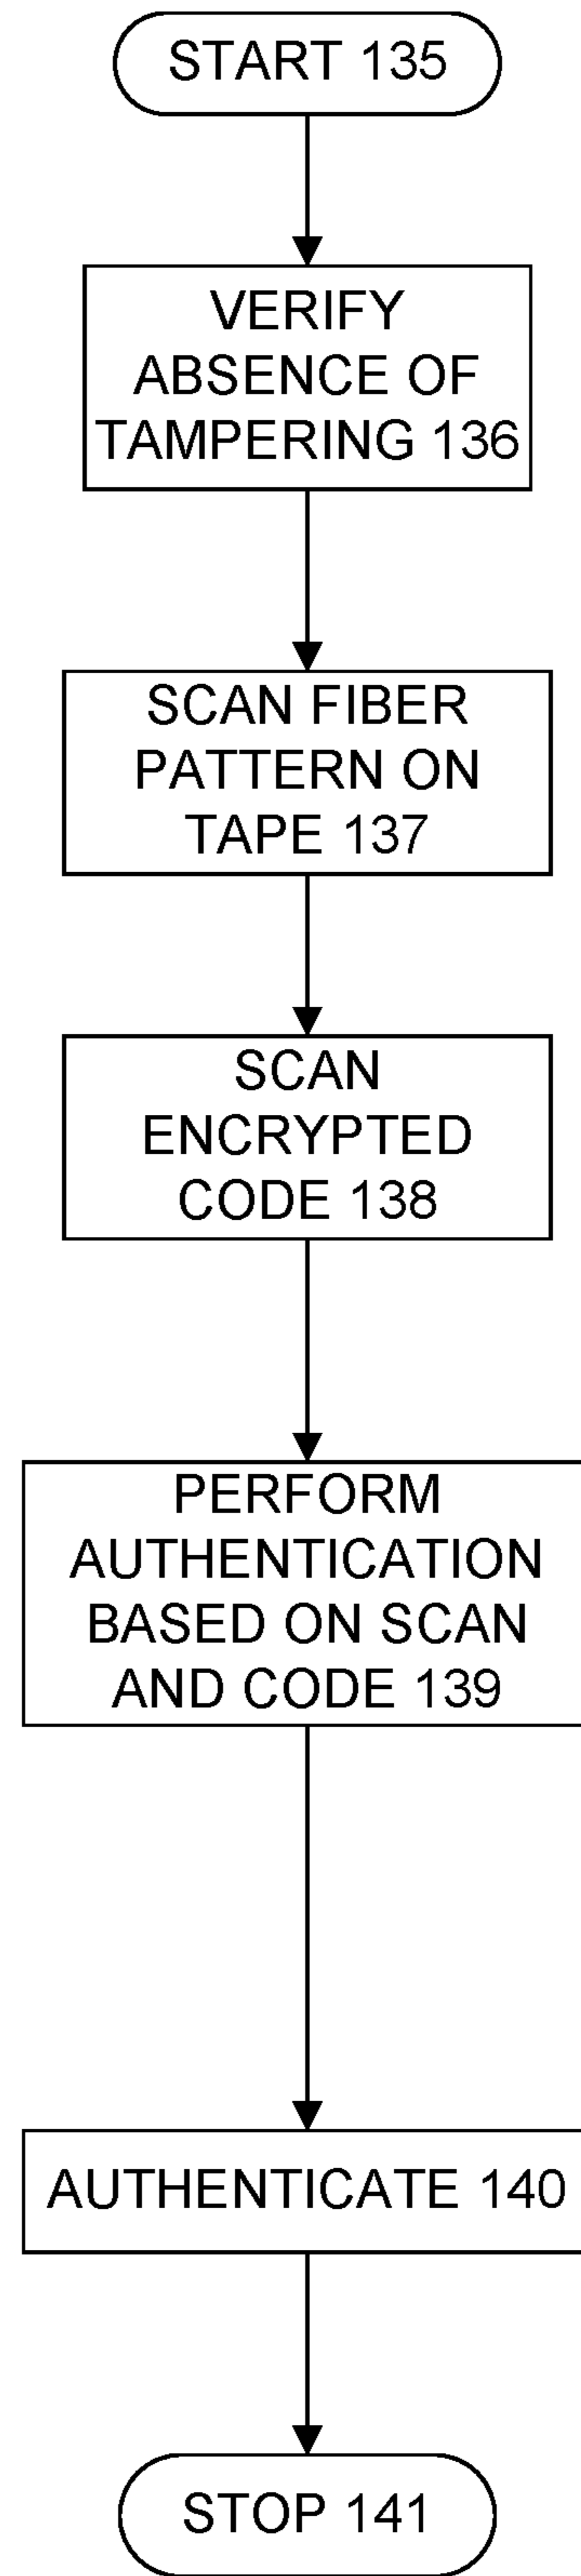 START 135
VERIFY
ABSENCE OF
TAMPERING 136
SCAN FIBER
PATTERN ON
TAPE 137
SCAN
ENCRYPTED
CODE 138
PERFORM
AUTHENTICATION
BASED ON SCAN
AND CODE 139
AUTHENTICATE 140
STOP 141